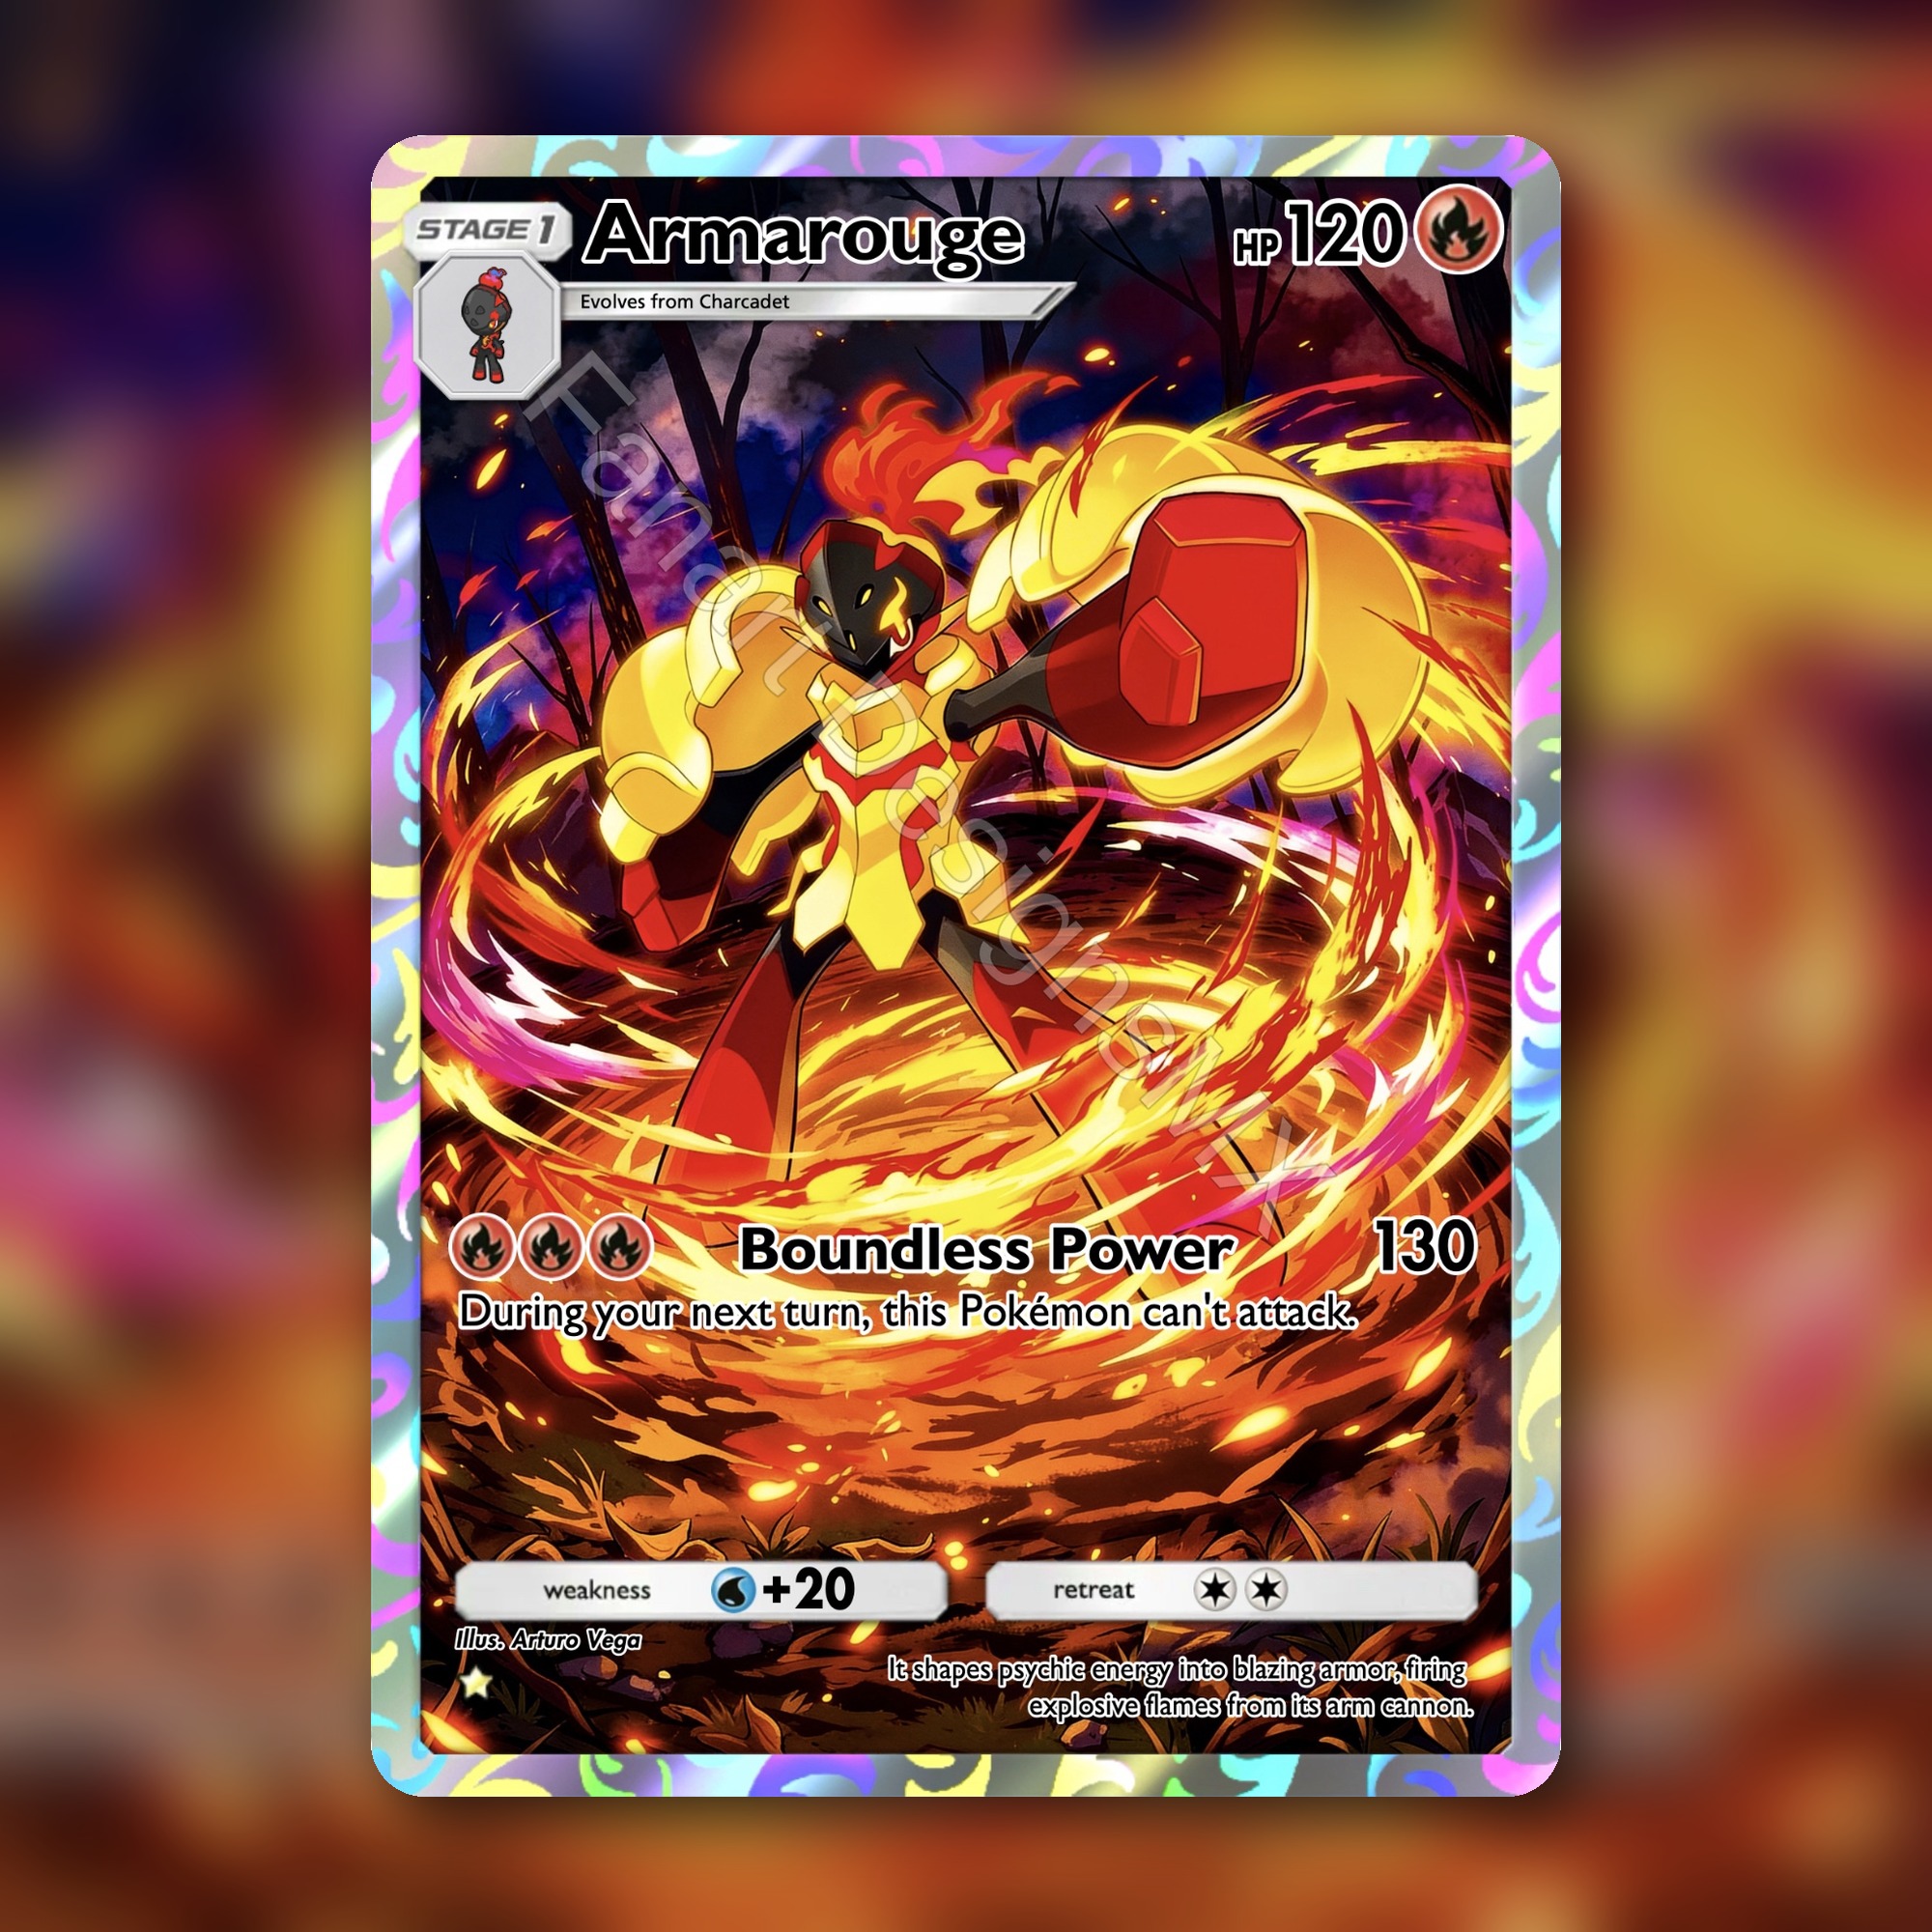 STAGE 1
Armarouge
HP 120
Evolves from Charcadet
Fanart DesigneMX
Boundless Power 130
During your next turn, this Pokémon can't attack.
weakness +20
retreat
Illus. Arturo Vega
It shapes psychic energy into blazing armor, firing
explosive flames from its arm cannon.